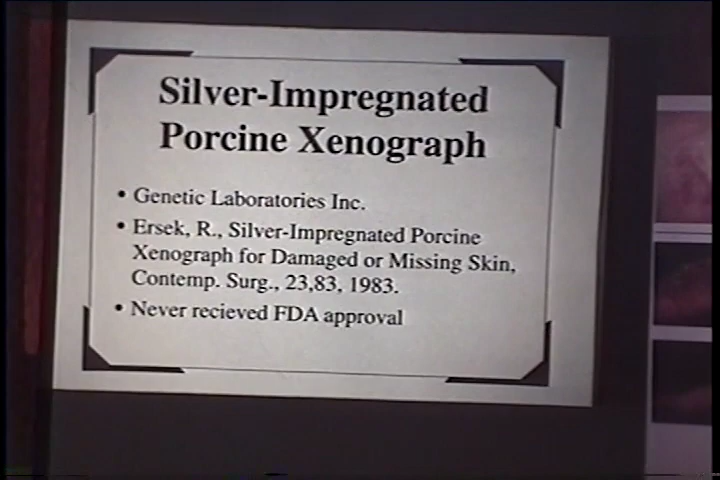 Silver-Impregnated
Porcine Xenograph
• Genetic Laboratories Inc.
• Ersek, R., Silver-Impregnated Porcine
Xenograph for Damaged or Missing Skin,
Contemp. Surg., 23,83, 1983.
• Never recieved FDA approval